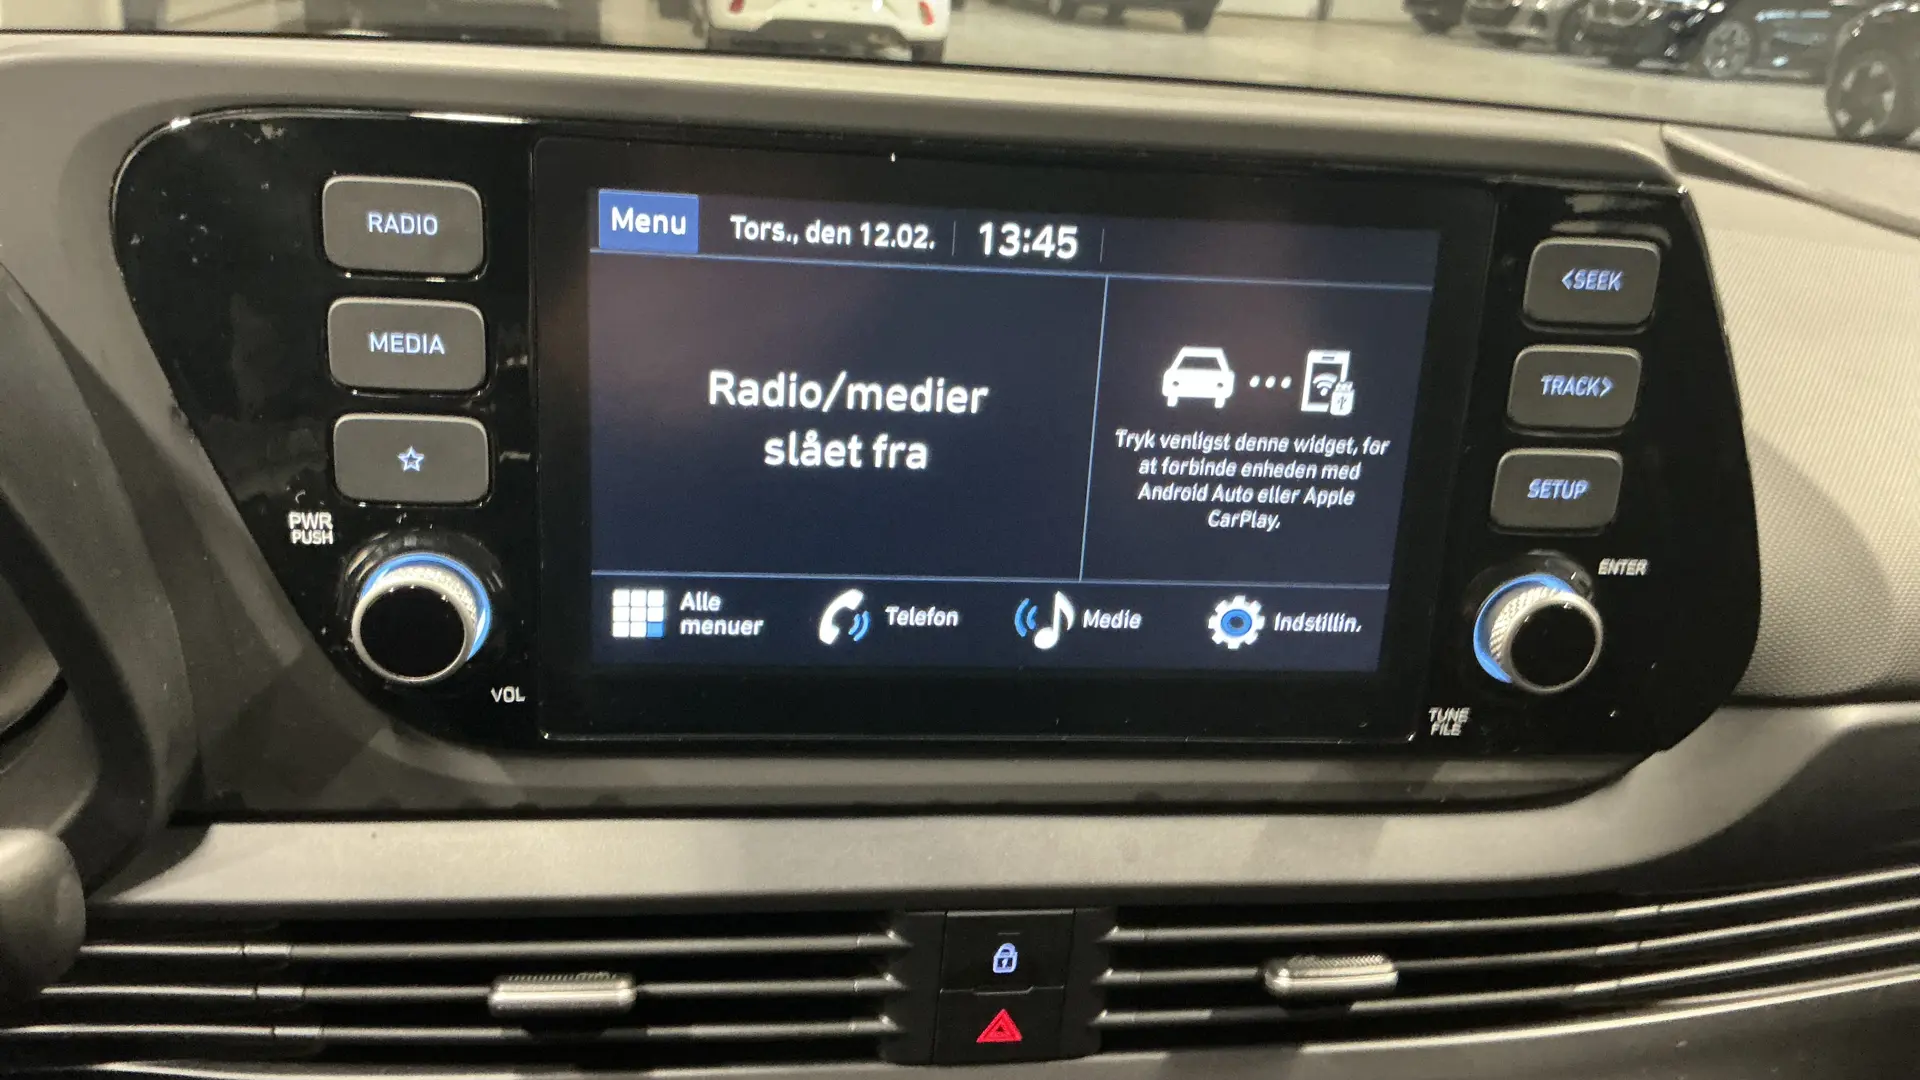 RADIO
MEDIA
PWR
PUSH
VOL
Menu
Tors., den 12.02.
13:45
Radio/medier
slået fra
Tryk venligst denne widget, for
at forbinde enheden med
Android Auto eller Apple
CarPlay.
Alle
menuer
Telefon
Medie
Indstillin.
<SEEK
TRACK>
SETUP
ENTER
TUNE
FILE